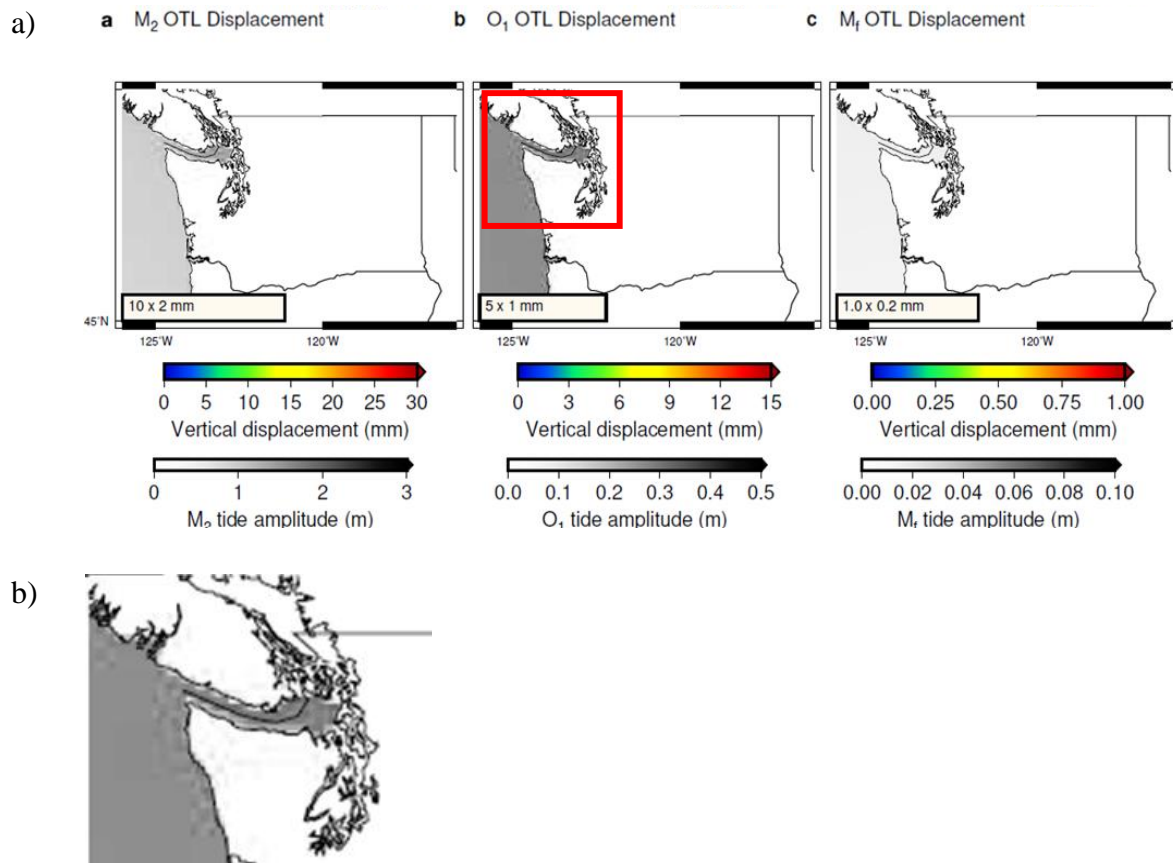 a)
a M₂ OTL Displacement
b O₁ OTL Displacement
c Mf OTL Displacement
45°N
10 x 2 mm
5 x 1 mm
1.0 x 0.2 mm
125°W 120°W
125°W 120°W
125°W 120°W
0 5 10 15 20 25 30
Vertical displacement (mm)
0 3 6 9 12 15
Vertical displacement (mm)
0.00 0.25 0.50 0.75 1.00
Vertical displacement (mm)
0 1 2 3
M₂ tide amplitude (m)
0.0 0.1 0.2 0.3 0.4 0.5
O₁ tide amplitude (m)
0.00 0.02 0.04 0.06 0.08 0.10
Mf tide amplitude (m)
b)